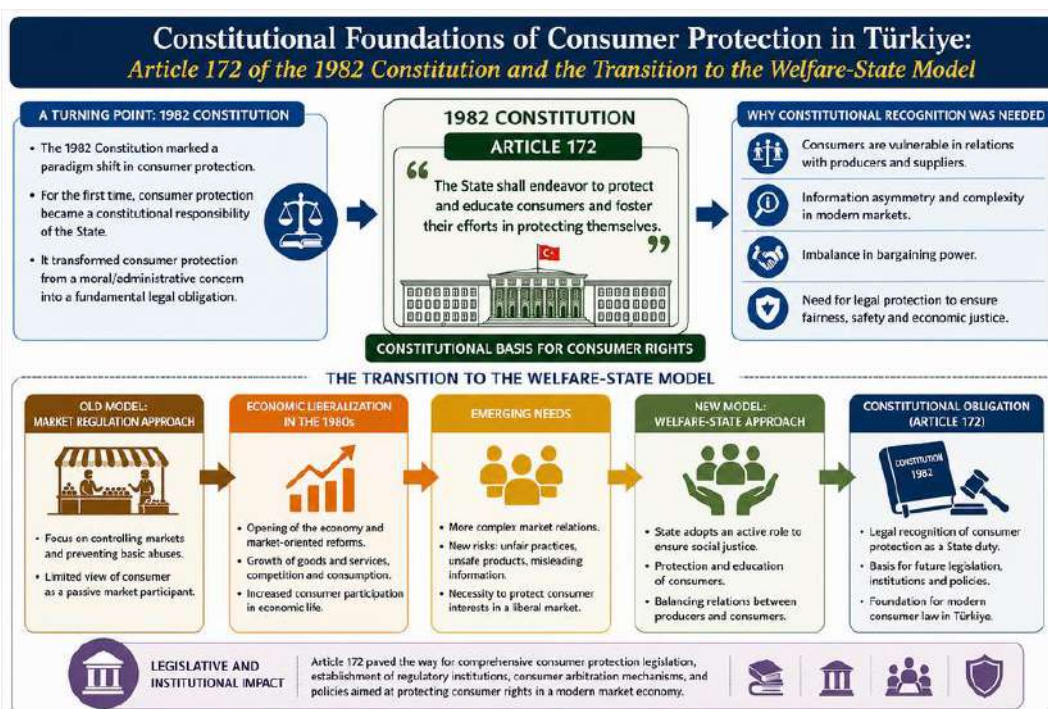 Constitutional Foundations of Consumer Protection in Türkiye:
Article 172 of the 1982 Constitution and the Transition to the Welfare-State Model
A TURNING POINT: 1982 CONSTITUTION
• The 1982 Constitution marked a
paradigm shift in consumer protection.
• For the first time, consumer protection
became a constitutional responsibility
of the State.
• It transformed consumer protection
from a moral/administrative concern
into a fundamental legal obligation.
1982 CONSTITUTION
ARTICLE 172
“ The State shall endeavor to protect
and educate consumers and foster
their efforts in protecting themselves. ”
CONSTITUTIONAL BASIS FOR CONSUMER RIGHTS
WHY CONSTITUTIONAL RECOGNITION WAS NEEDED
Consumers are vulnerable in relations
with producers and suppliers.
Information asymmetry and complexity
in modern markets.
Imbalance in bargaining power.
Need for legal protection to ensure
fairness, safety and economic justice.
THE TRANSITION TO THE WELFARE-STATE MODEL
OLD MODEL:
MARKET REGULATION APPROACH
• Focus on controlling markets
and preventing basic abuses.
• Limited view of consumer
as a passive market participant.
ECONOMIC LIBERALIZATION
IN THE 1980s
• Opening of the economy and
market-oriented reforms.
• Growth of goods and services,
competition and consumption.
• Increased consumer participation
in economic life.
EMERGING NEEDS
• More complex market relations.
• New risks: unfair practices,
unsafe products, misleading
information.
• Necessity to protect consumer
interests in a liberal market.
NEW MODEL:
WELFARE-STATE APPROACH
• State adopts an active role to
ensure social justice.
• Protection and education
of consumers.
• Balancing relations between
producers and consumers.
CONSTITUTIONAL OBLIGATION
(ARTICLE 172)
CONSTITUTION
1982
• Legal recognition of consumer
protection as a State duty.
• Basis for future legislation,
institutions and policies.
• Foundation for modern
consumer law in Türkiye.
LEGISLATIVE AND
INSTITUTIONAL IMPACT
Article 172 paved the way for comprehensive consumer protection legislation,
establishment of regulatory institutions, consumer arbitration mechanisms, and
policies aimed at protecting consumer rights in a modern market economy.